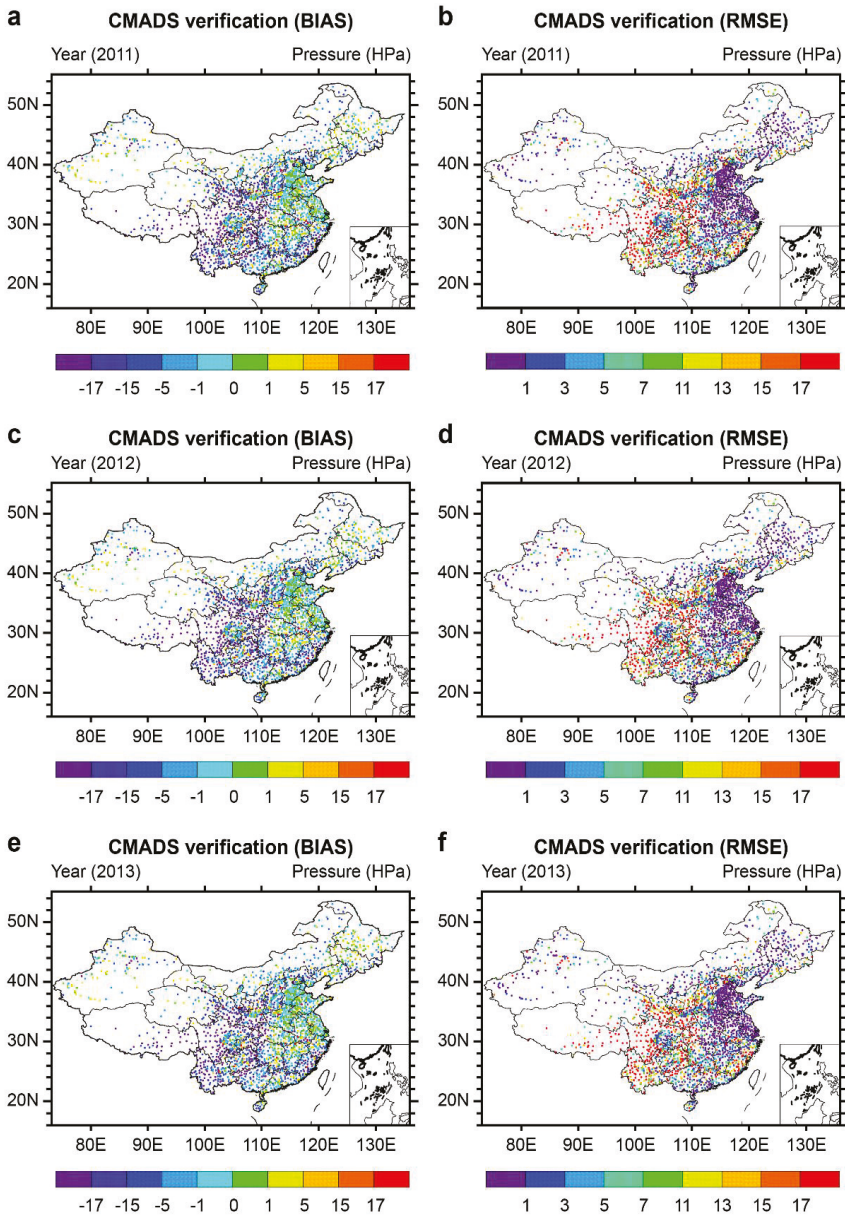 a
CMADS verification (BIAS)
Year (2011) Pressure (HPa)
50N
40N
30N
20N
80E 90E 100E 110E 120E 130E
-17 -15 -5 -1 0 1 5 15 17
b
CMADS verification (RMSE)
Year (2011) Pressure (HPa)
50N
40N
30N
20N
80E 90E 100E 110E 120E 130E
1 3 5 7 11 13 15 17
c
CMADS verification (BIAS)
Year (2012) Pressure (HPa)
50N
40N
30N
20N
80E 90E 100E 110E 120E 130E
-17 -15 -5 -1 0 1 5 15 17
d
CMADS verification (RMSE)
Year (2012) Pressure (HPa)
50N
40N
30N
20N
80E 90E 100E 110E 120E 130E
1 3 5 7 11 13 15 17
e
CMADS verification (BIAS)
Year (2013) Pressure (HPa)
50N
40N
30N
20N
80E 90E 100E 110E 120E 130E
-17 -15 -5 -1 0 1 5 15 17
f
CMADS verification (RMSE)
Year (2013) Pressure (HPa)
50N
40N
30N
20N
80E 90E 100E 110E 120E 130E
1 3 5 7 11 13 15 17